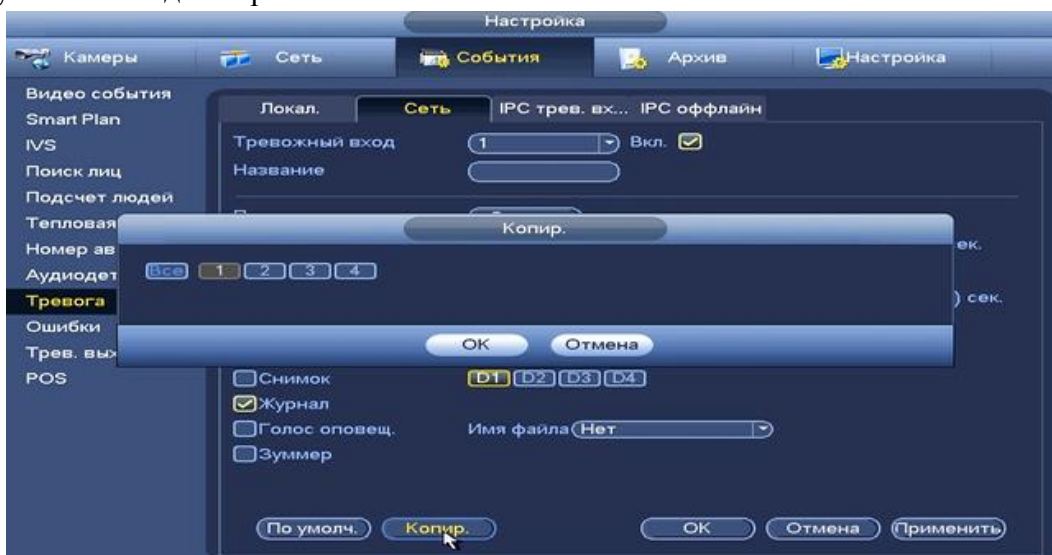 Настройка
Камеры Сеть События Архив Настройка
Видео события
Smart Plan
IVS
Поиск лиц
Подсчет людей
Тепловая
Номер ав
Аудиодет
Тревога
Ошибки
Трев. вых
POS
Локал. Сеть IPC трев. вх... IPC оффлайн
Тревожный вход 1 Вкл.
Название
ек.
) сек.
Копир.
Все 1 2 3 4
OK Отмена
Снимок D1 D2 D3 D4
Журнал
Голос оповещ. Имя файла Нет
Зуммер
По умолч. Копир. OK Отмена Применить